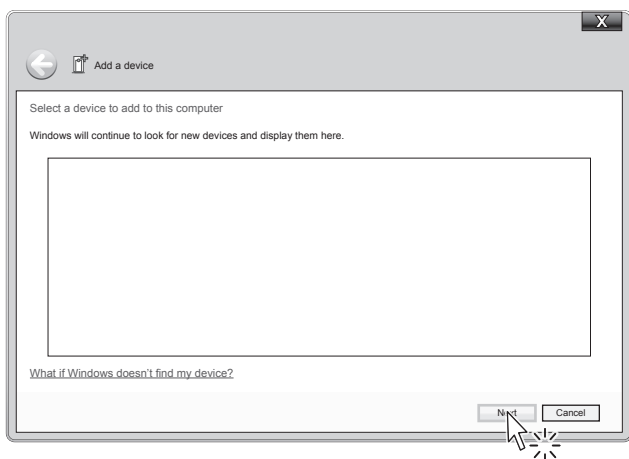 X
Add a device
Select a device to add to this computer
Windows will continue to look for new devices and display them here.
What if Windows doesn't find my device?
Next Cancel